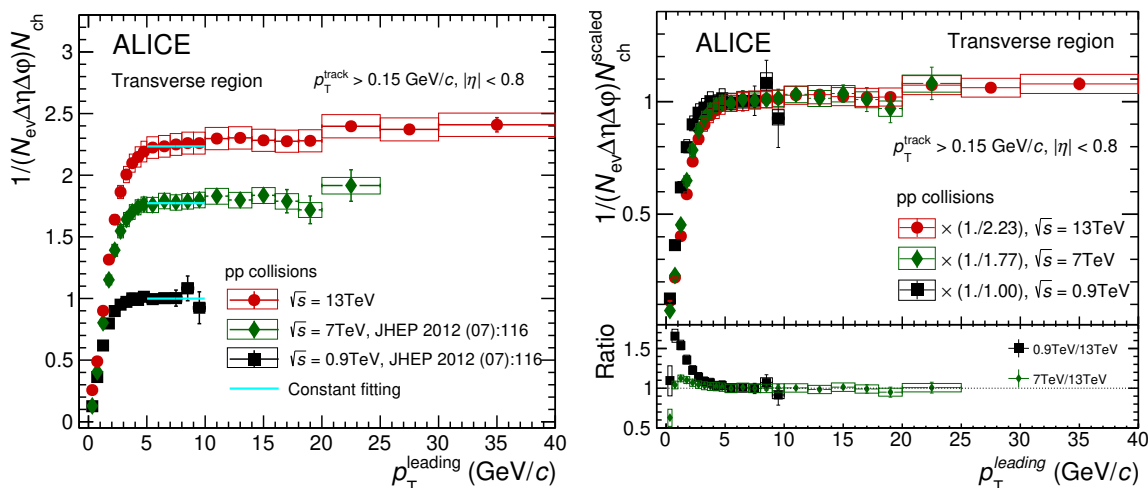 ALICE
Transverse region
p_T^track > 0.15 GeV/c, |η| < 0.8
1/(N_ev ΔηΔφ)N_ch
3
2.5
2
1.5
1
0.5
0
pp collisions
√s = 13TeV
√s = 7TeV, JHEP 2012 (07):116
√s = 0.9TeV, JHEP 2012 (07):116
Constant fitting
0 5 10 15 20 25 30 35 40
p_T^leading (GeV/c)
ALICE
Transverse region
1/(N_ev ΔηΔφ)N_ch^scaled
1
0.5
p_T^track > 0.15 GeV/c, |η| < 0.8
× (1./2.23), √s = 13TeV
× (1./1.77), √s = 7TeV
× (1./1.00), √s = 0.9TeV
pp collisions
Ratio
1.5
1
0.5
0.9TeV/13TeV
7TeV/13TeV
0 5 10 15 20 25 30 35 40
p_T^leading (GeV/c)